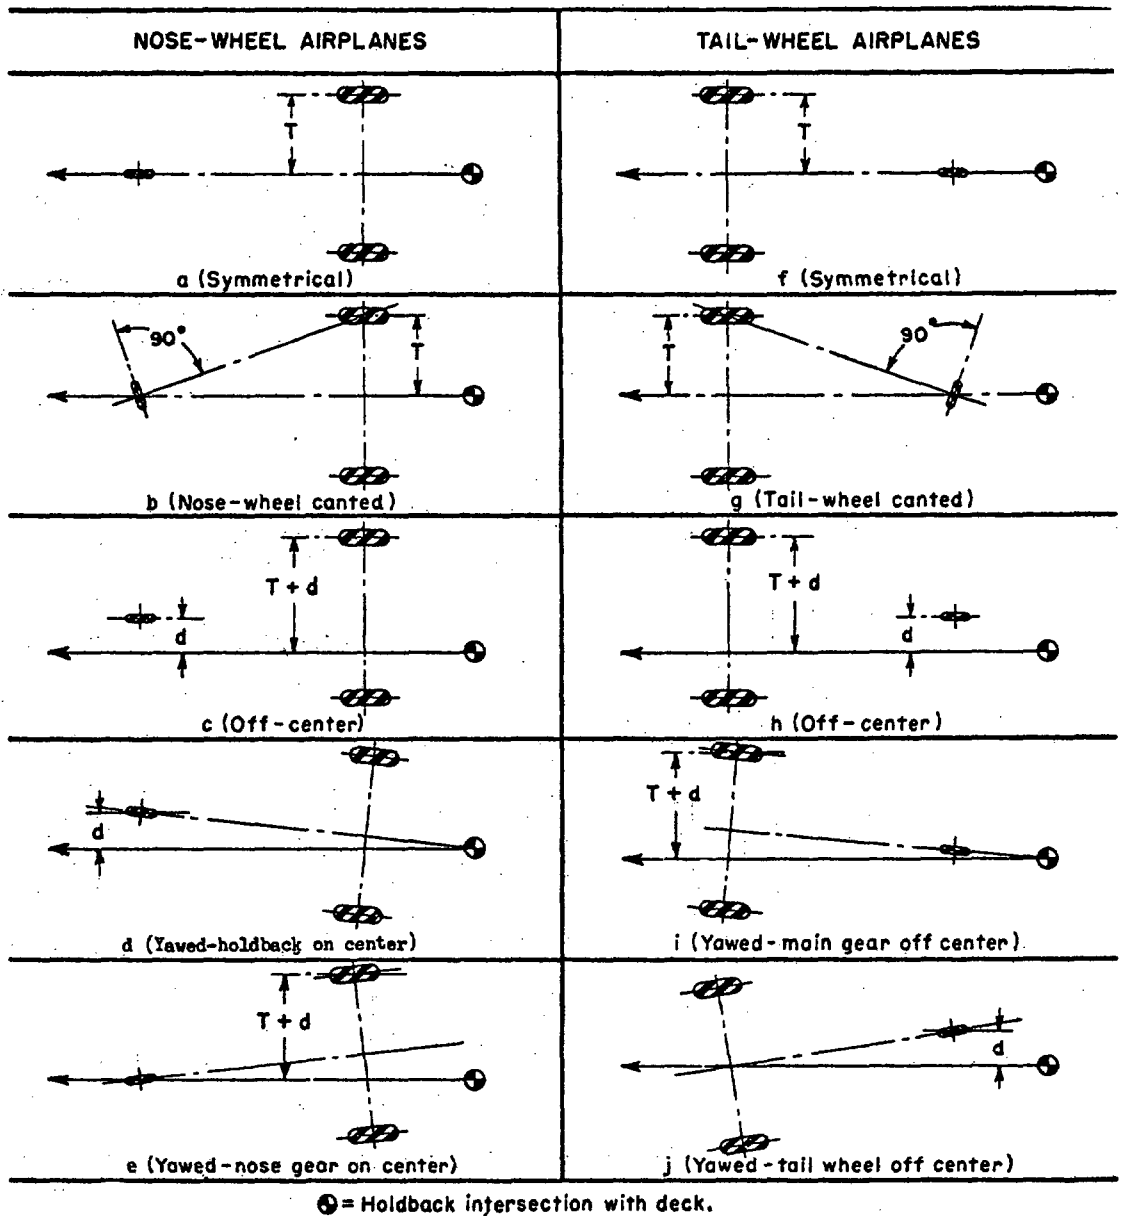 NOSE-WHEEL AIRPLANES
TAIL-WHEEL AIRPLANES
T
a (Symmetrical)
T
f (Symmetrical)
90°
T
b (Nose-wheel canted)
T
90°
g (Tail-wheel canted)
T + d
d
c (Off-center)
T + d
d
h (Off-center)
d
d (Yawed-holdback on center)
T + d
i (Yawed-main gear off center)
T + d
e (Yawed-nose gear on center)
d
j (Yawed-tail wheel off center)
= Holdback intersection with deck.